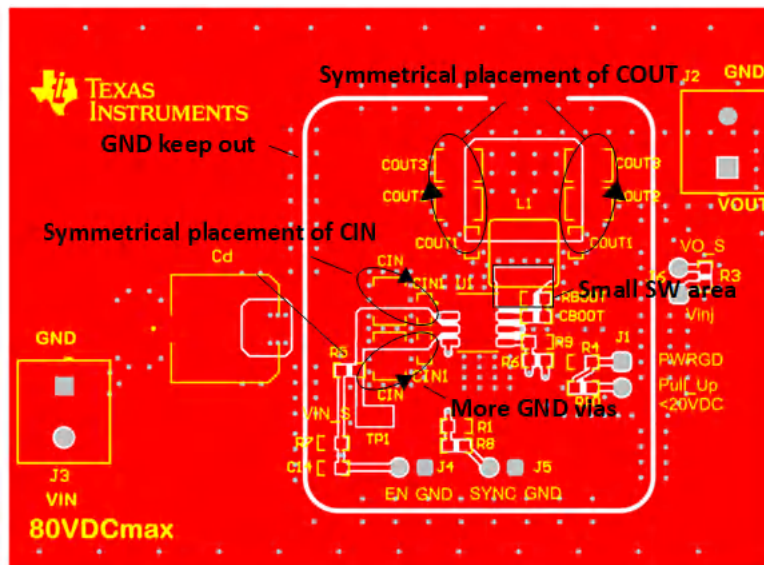 TEXAS
INSTRUMENTS
Symmetrical placement of COUT
J2
GND
GND keep out
COUT3
COUT3
COUT2
L1
VOUT
COUT1
COUT1
Symmetrical placement of CIN
Cd
CIN
CIN1
U1
VO_S
J6
R3
Small SW area
RBOOT
CBOOT
Vinj
GND
R5
R9
R4
J1
R6
PWRGD
CIN1
CIN
Pull_Up
<20VDC
More GND vias
VIN_S
TP1
R1
R7
R8
J4
J5
J3
EN GND
SYNC GND
VIN
80VDCmax